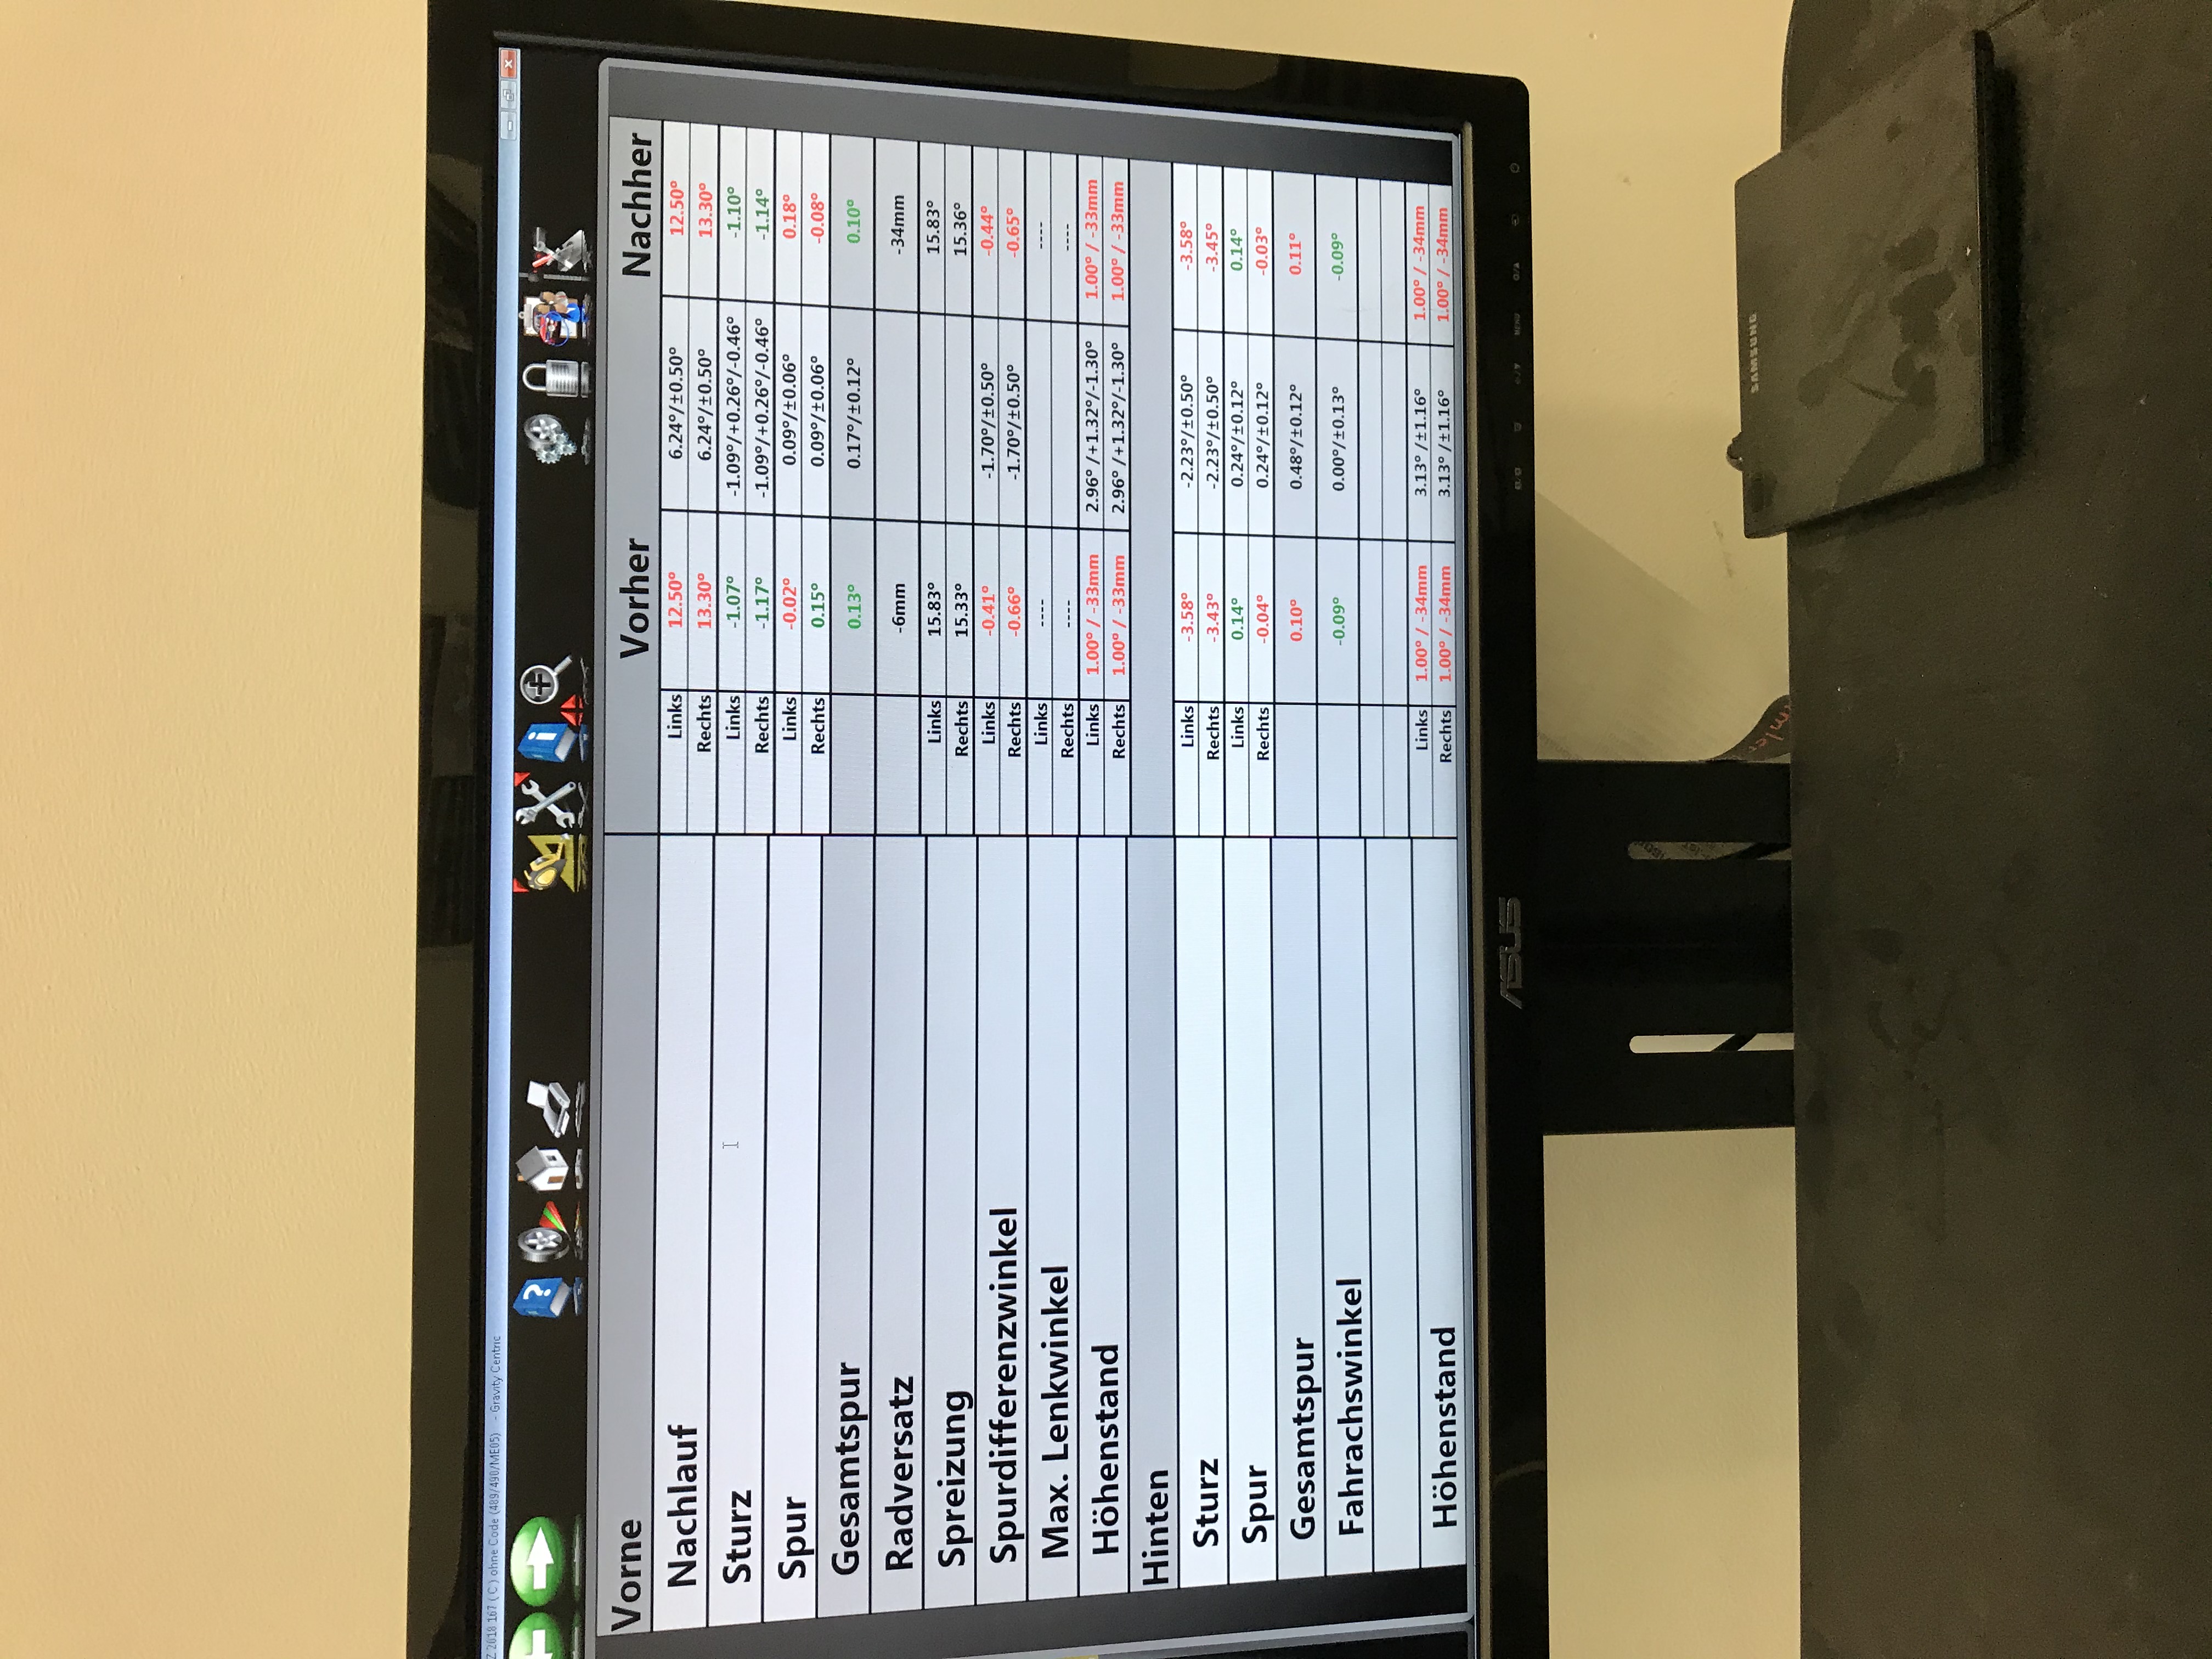 Z 2618 167 ( C ) ohne Code (489/490/ME05) - Gravity Centric
Vorne Vorher Nachher
Nachlauf Links 12.50° 6.24°/±0.50° 12.50°
Rechts 13.30° 6.24°/±0.50° 13.30°
Sturz Links -1.07° -1.09°/+0.26°/-0.46° -1.10°
Rechts -1.17° -1.09°/+0.26°/-0.46° -1.14°
Spur Links -0.02° 0.09°/±0.06° 0.18°
Rechts 0.15° 0.09°/±0.06° -0.08°
Gesamtspur 0.13° 0.17°/±0.12° 0.10°
Radversatz -6mm -34mm
Spreizung Links 15.83° 15.83°
Rechts 15.33° 15.36°
Spurdifferenzwinkel Links -0.41° -1.70°/±0.50° -0.44°
Rechts -0.66° -1.70°/±0.50° -0.65°
Max. Lenkwinkel Links ---- ----
Rechts ---- ----
Höhenstand Links 1.00° / -33mm 2.96° /+1.32°/-1.30° 1.00° / -33mm
Rechts 1.00° / -33mm 2.96° /+1.32°/-1.30° 1.00° / -33mm
Hinten
Sturz Links -3.58° -2.23°/±0.50° -3.58°
Rechts -3.43° -2.23°/±0.50° -3.45°
Spur Links 0.14° 0.24°/±0.12° 0.14°
Rechts -0.04° 0.24°/±0.12° -0.03°
Gesamtspur 0.10° 0.48°/±0.12° 0.11°
Fahrachswinkel -0.09° 0.00°/±0.13° -0.09°
Höhenstand Links 1.00° / -34mm 3.13° /±1.16° 1.00° / -34mm
Rechts 1.00° / -34mm 3.13° /±1.16° 1.00° / -34mm
ASUS
MENU
SAMSUNG